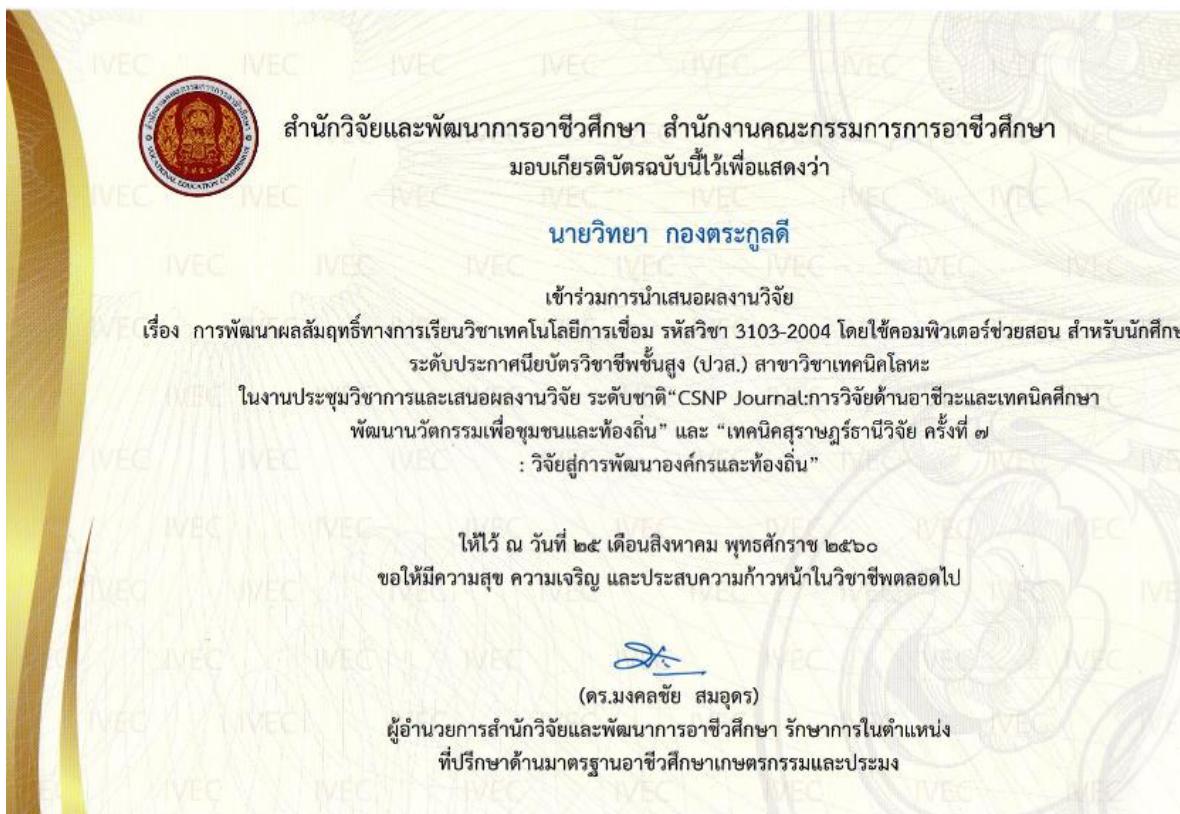 สำนักวิจัยและพัฒนาการอาชีวศึกษา สำนักงานคณะกรรมการการอาชีวศึกษา
มอบเกียรติบัตรฉบับนี้ไว้เพื่อแสดงว่า
นายวิทยา กองตระกูลดี
เข้าร่วมการนำเสนอผลงานวิจัย
เรื่อง การพัฒนาผลสัมฤทธิ์ทางการเรียนวิชาเทคโนโลยีการเชื่อม รหัสวิชา 3103-2004 โดยใช้คอมพิวเตอร์ช่วยสอน สำหรับนักศึกษ
ระดับประกาศนียบัตรวิชาชีพชั้นสูง (ปวส.) สาขาวิชาเทคนิคโลหะ
ในงานประชุมวิชาการและเสนอผลงานวิจัย ระดับชาติ“CSNP Journal:การวิจัยด้านอาชีวะและเทคนิคศึกษา
พัฒนานวัตกรรมเพื่อชุมชนและท้องถิ่น” และ “เทคนิคสุราษฎร์ธานีวิจัย ครั้งที่ ๗
: วิจัยสู่การพัฒนาองค์กรและท้องถิ่น”
ให้ไว้ ณ วันที่ ๒๕ เดือนสิงหาคม พุทธศักราช ๒๕๖๐
ขอให้มีความสุข ความเจริญ และประสบความก้าวหน้าในวิชาชีพตลอดไป
(ดร.มงคลชัย สมอุดร)
ผู้อำนวยการสำนักวิจัยและพัฒนาการอาชีวศึกษา รักษาการในตำแหน่ง
ที่ปรึกษาด้านมาตรฐานอาชีวศึกษาเกษตรกรรมและประมง